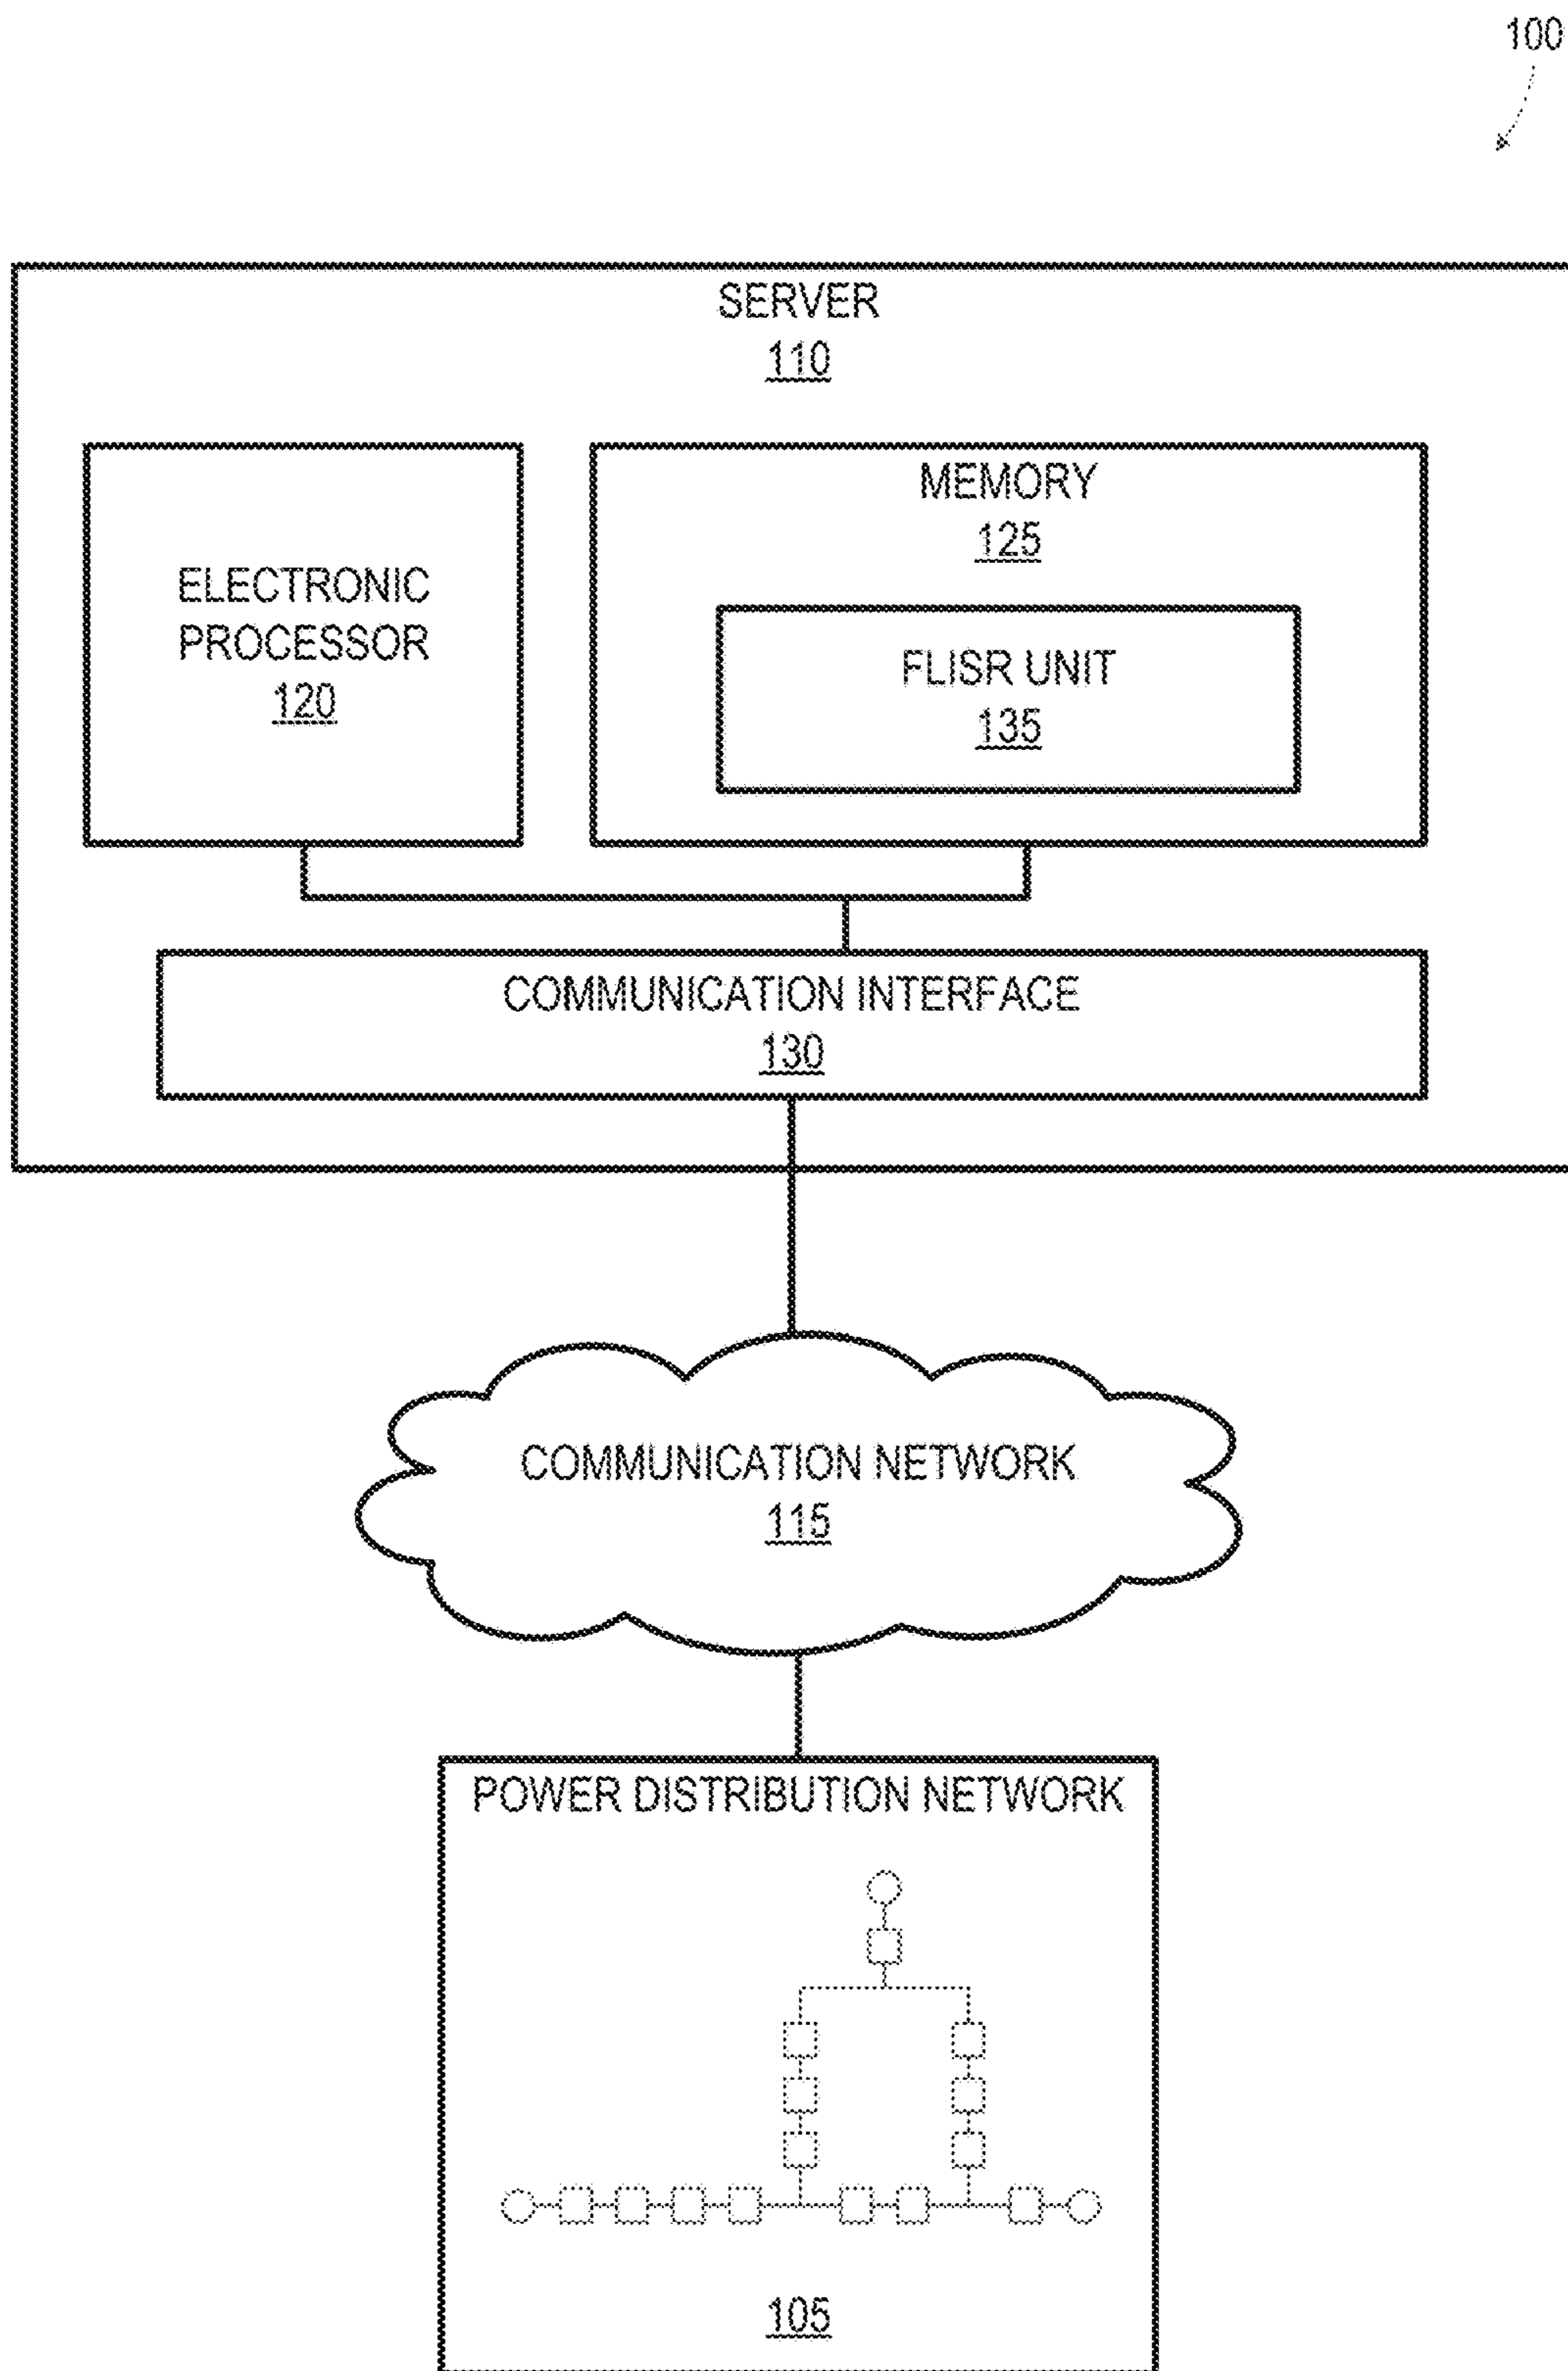 100
SERVER
110
ELECTRONIC
PROCESSOR
120
MEMORY
125
FLISR UNIT
135
COMMUNICATION INTERFACE
130
COMMUNICATION NETWORK
115
POWER DISTRIBUTION NETWORK
105